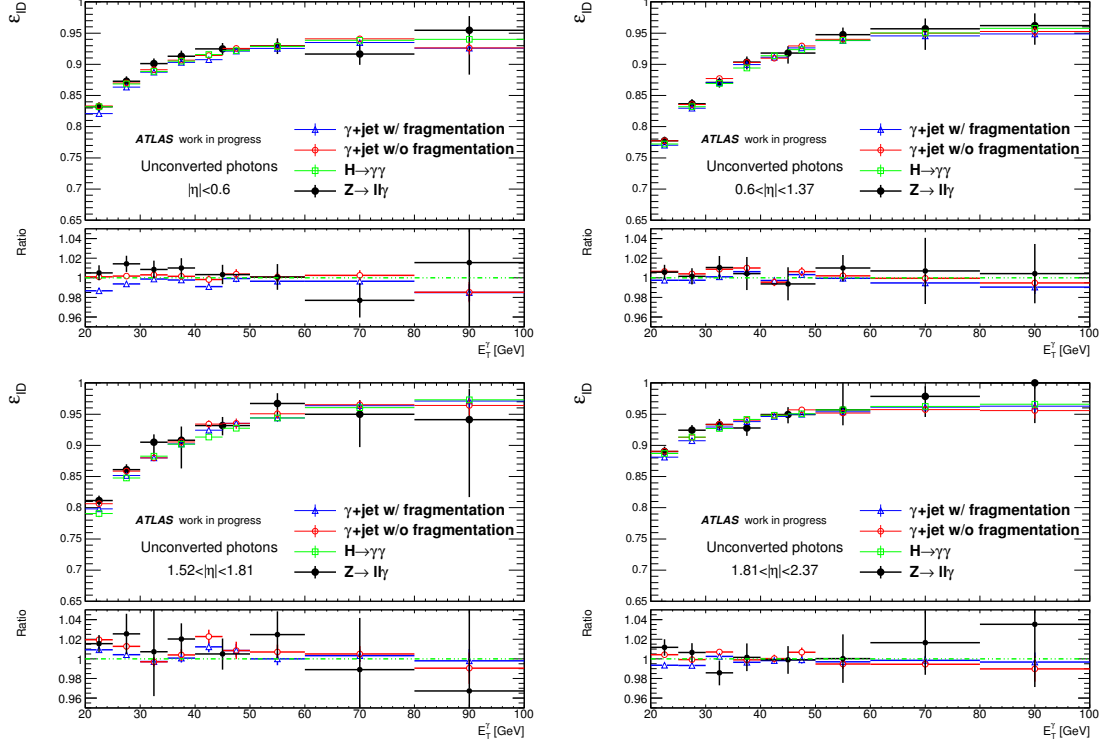 ε_ID
1
0.95
0.9
0.85
0.8
0.75
0.7
0.65
ATLAS work in progress
Unconverted photons
|η|<0.6
γ+jet w/ fragmentation
γ+jet w/o fragmentation
H→γγ
Z→ llγ
Ratio
1.04
1.02
1
0.98
0.96
20 30 40 50 60 70 80 90 100
E_T^γ [GeV]
ε_ID
1
0.95
0.9
0.85
0.8
0.75
0.7
0.65
ATLAS work in progress
Unconverted photons
0.6<|η|<1.37
γ+jet w/ fragmentation
γ+jet w/o fragmentation
H→γγ
Z→ llγ
Ratio
1.04
1.02
1
0.98
0.96
20 30 40 50 60 70 80 90 100
E_T^γ [GeV]
ε_ID
1
0.95
0.9
0.85
0.8
0.75
0.7
0.65
ATLAS work in progress
Unconverted photons
1.52<|η|<1.81
γ+jet w/ fragmentation
γ+jet w/o fragmentation
H→γγ
Z→ llγ
Ratio
1.04
1.02
1
0.98
0.96
20 30 40 50 60 70 80 90 100
E_T^γ [GeV]
ε_ID
1
0.95
0.9
0.85
0.8
0.75
0.7
0.65
ATLAS work in progress
Unconverted photons
1.81<|η|<2.37
γ+jet w/ fragmentation
γ+jet w/o fragmentation
H→γγ
Z→ llγ
Ratio
1.04
1.02
1
0.98
0.96
20 30 40 50 60 70 80 90 100
E_T^γ [GeV]